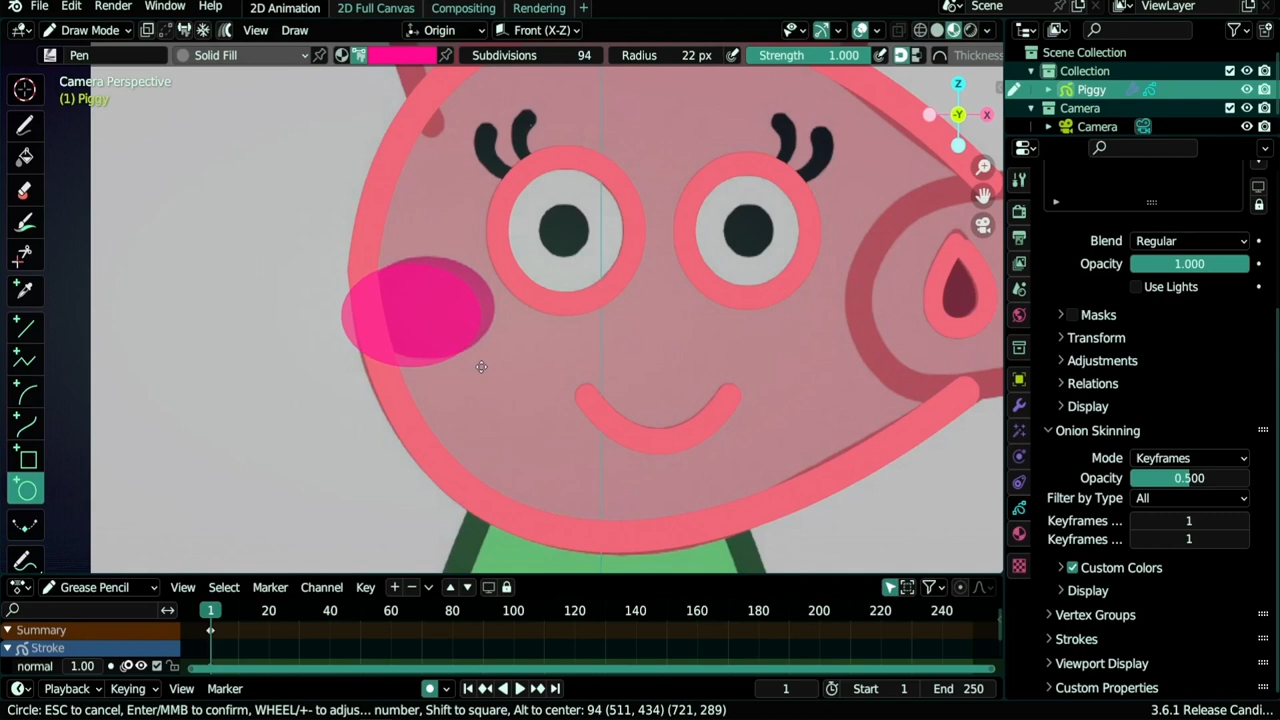 File Edit Render Window Help 2D Animation 2D Full Canvas Compositing Rendering + Scene ViewLayer
Draw Mode View Draw Origin Front (X-Z)
Pen Solid Fill Subdivisions 94 Radius 22 px Strength 1.000 Thickness
Camera Perspective
(1) Piggy
Z
-Y
X
Scene Collection
Collection
Piggy
Camera
Camera
Blend Regular
Opacity 1.000
Use Lights
Masks
Transform
Adjustments
Relations
Display
Onion Skinning
Mode Keyframes
Opacity 0.500
Filter by Type All
Keyframes ... 1
Keyframes ... 1
Custom Colors
Display
Vertex Groups
Strokes
Viewport Display
Custom Properties
Grease Pencil View Select Marker Channel Key
1 20 40 60 80 100 120 140 160 180 200 220 240
Summary
Stroke
normal 1.00
Playback Keying View Marker 1 Start 1 End 250
Circle: ESC to cancel, Enter/MMB to confirm, WHEEL/+- to adjus... number, Shift to square, Alt to center: 94 (511, 434) (721, 289) 3.6.1 Release Candi...